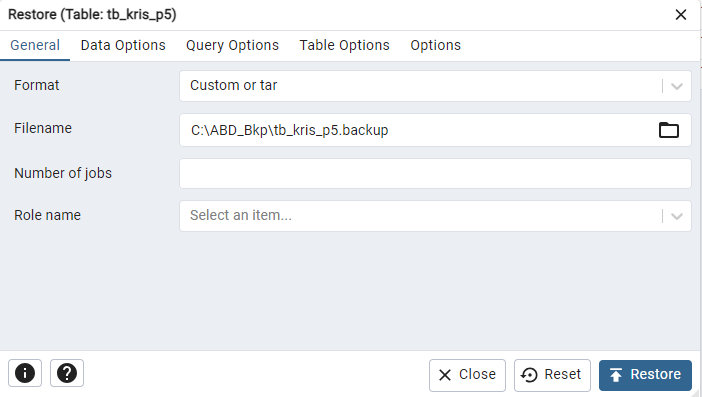 Restore (Table: tb_kris_p5)
General Data Options Query Options Table Options Options
Format Custom or tar
Filename C:\ABD_Bkp\tb_kris_p5.backup
Number of jobs
Role name Select an item...
Close Reset Restore